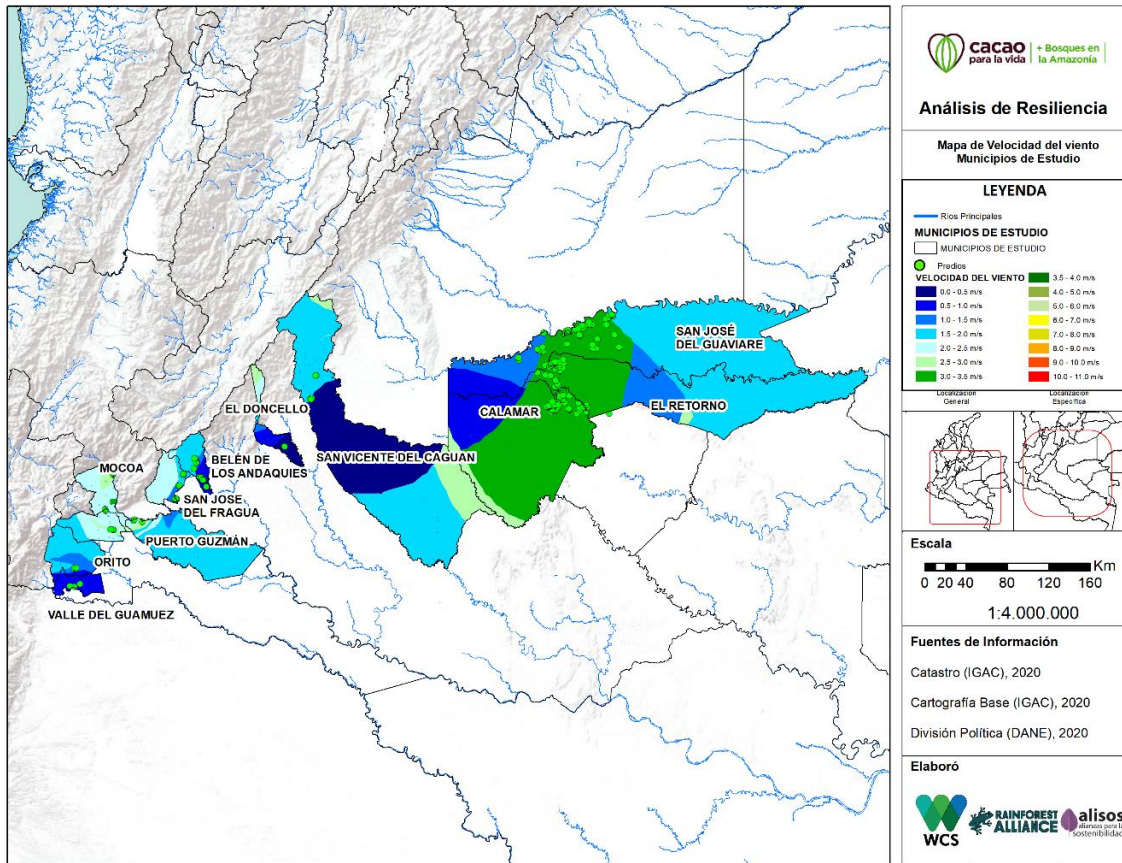 SAN JOSÉ
DEL GUAVIARE
EL DONCELLO
CALAMAR
EL RETORNO
SAN VICENTE DEL CAGUAN
BELÉN DE
LOS ANDAQUIES
MOCOA
SAN JOSE
DEL FRAGUA
PUERTO GUZMÁN
ORITO
VALLE DEL GUAMUEZ
cacao
para la vida
+ Bosques en
la Amazonía
Análisis de Resiliencia
Mapa de Velocidad del viento
Municipios de Estudio
LEYENDA
Rios Principales
MUNICIPIOS DE ESTUDIO
MUNICIPIOS DE ESTUDIO
Predios
VELOCIDAD DEL VIENTO
0.0 - 0.5 m/s
0.5 - 1.0 m/s
1.0 - 1.5 m/s
1.5 - 2.0 m/s
2.0 - 2.5 m/s
2.5 - 3.0 m/s
3.0 - 3.5 m/s
3.5 - 4.0 m/s
4.0 - 5.0 m/s
5.0 - 6.0 m/s
6.0 - 7.0 m/s
7.0 - 8.0 m/s
8.0 - 9.0 m/s
9.0 - 10.0 m/s
10.0 - 11.0 m/s
Localización
General
Localización
Específica
Escala
Km
0 20 40 80 120 160
1:4.000.000
Fuentes de Información
Catastro (IGAC), 2020
Cartografía Base (IGAC), 2020
División Política (DANE), 2020
Elaboró
WCS
RAINFOREST
ALLIANCE
alisos
alianzas para la
sostenibilidad